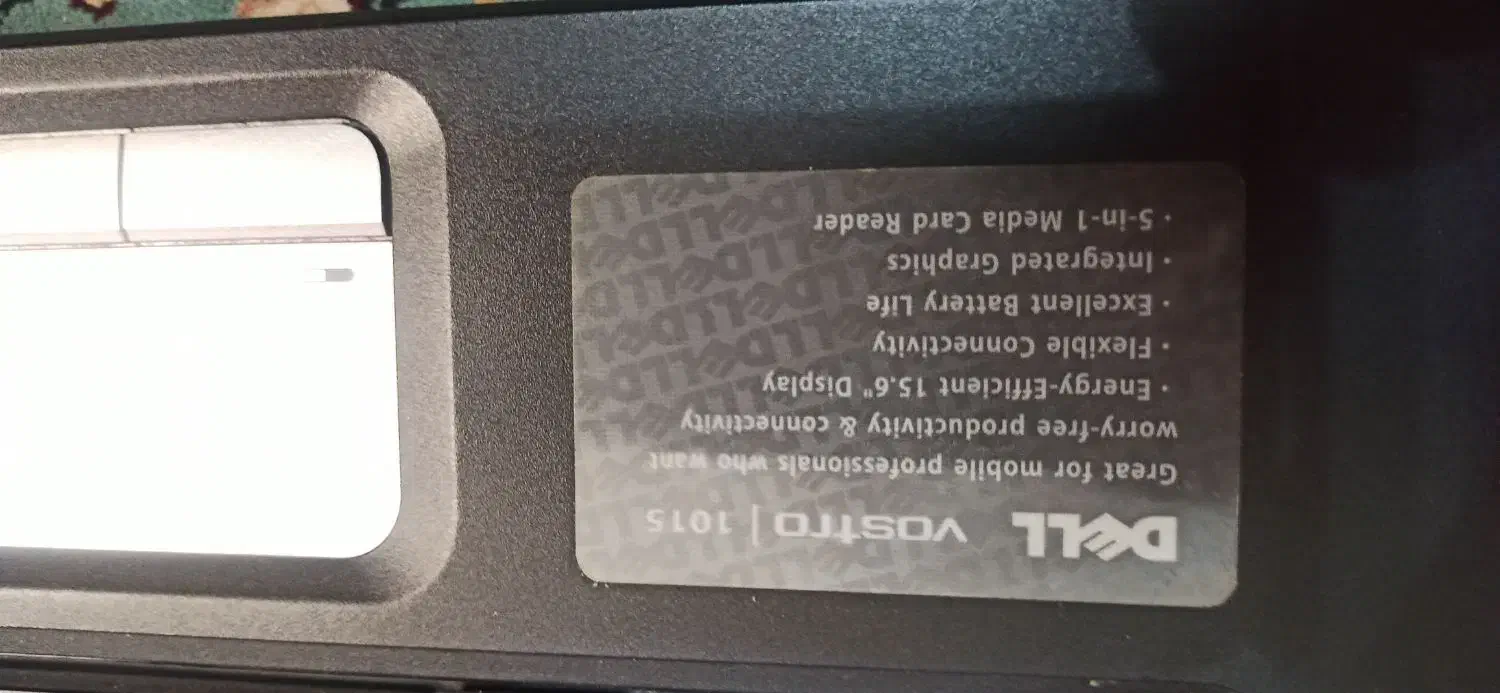 DELL VOSTRO | 1015
Great for mobile professionals who want
worry-free productivity & connectivity
• Energy-Efficient 15.6" Display
• Flexible Connectivity
• Excellent Battery Life
• Integrated Graphics
• 5-in-1 Media Card Reader